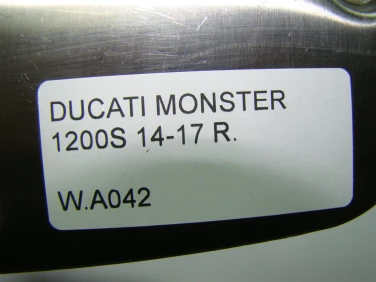 DUCATI MONSTER
1200S 14-17 R.
W.A042